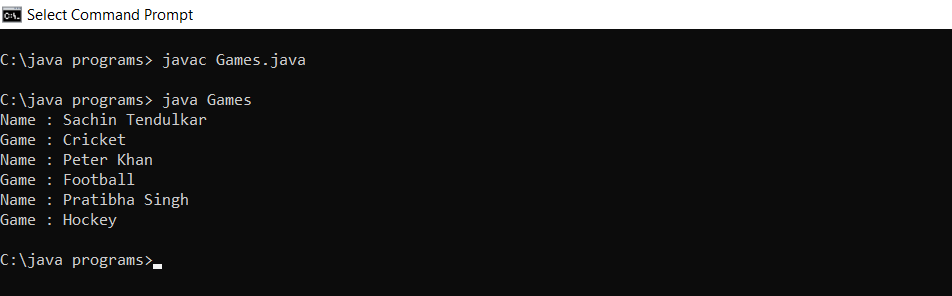 Select Command Prompt
C:\java programs> javac Games.java
C:\java programs> java Games
Name : Sachin Tendulkar
Game : Cricket
Name : Peter Khan
Game : Football
Name : Pratibha Singh
Game : Hockey
C:\java programs>